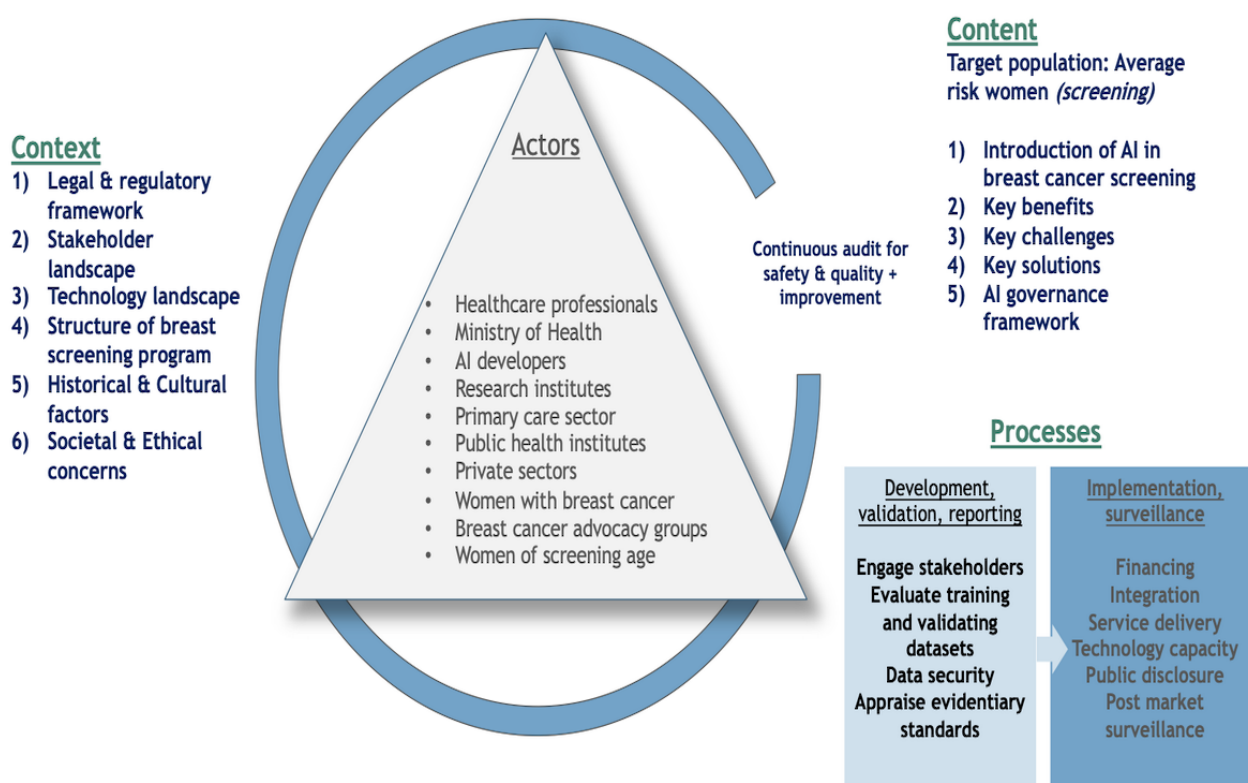 Context
1) Legal & regulatory
framework
2) Stakeholder
landscape
3) Technology landscape
4) Structure of breast
screening program
5) Historical & Cultural
factors
6) Societal & Ethical
concerns
Actors
• Healthcare professionals
• Ministry of Health
• AI developers
• Research institutes
• Primary care sector
• Public health institutes
• Private sectors
• Women with breast cancer
• Breast cancer advocacy groups
• Women of screening age
Continuous audit for
safety & quality +
improvement
Content
Target population: Average
risk women (screening)
1) Introduction of AI in
breast cancer screening
2) Key benefits
3) Key challenges
4) Key solutions
5) AI governance
framework
Processes
Development,
validation, reporting
Engage stakeholders
Evaluate training
and validating
datasets
Data security
Appraise evidentiary
standards
Implementation,
surveillance
Financing
Integration
Service delivery
Technology capacity
Public disclosure
Post market
surveillance